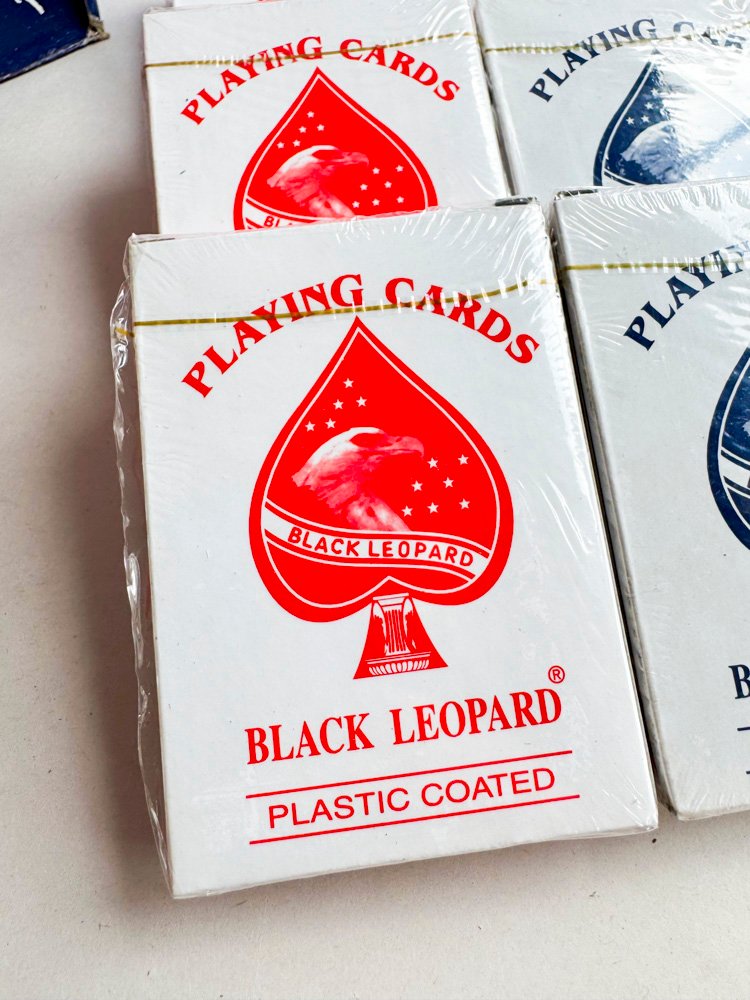 PLAYING CARDS
PLAYING CARDS
PLAYING CARDS
BLACK LEOPARD
BLACK LEOPARD®
PLASTIC COATED